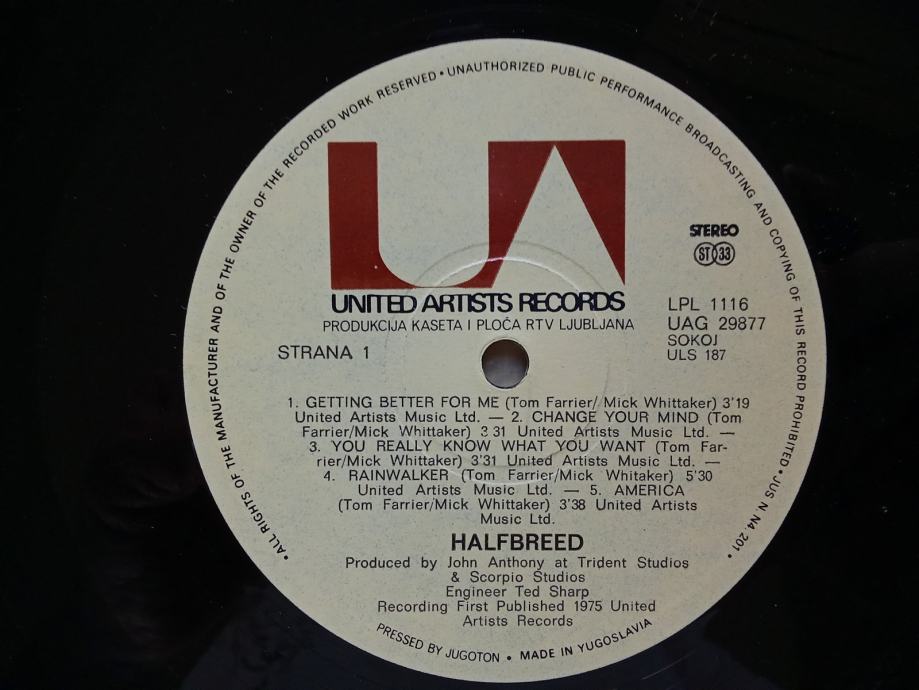 • ALL RIGHTS OF THE MANUFACTURER AND OF THE OWNER OF THE RECORDED WORK RESERVED • UNAUTHORIZED PUBLIC PERFORMANCE BROADCASTING AND COPYING OF THIS RECORD PROHIBITED • JUS N N4. 201 •
UA
STEREO
ST 33
UNITED ARTISTS RECORDS
PRODUKCIJA KASETA I PLOČA RTV LJUBLJANA
LPL 1116
UAG 29877
SOKOJ
ULS 187
STRANA 1
1. GETTING BETTER FOR ME (Tom Farrier/ Mick Whittaker) 3'19
United Artists Music Ltd. — 2. CHANGE YOUR MIND (Tom
Farrier/Mick Whittaker) 3 31 United Artists Music Ltd. —
3. YOU REALLY KNOW WHAT YOU WANT (Tom Far-
rier/Mick Whittaker) 3'31 United Artists Music Ltd. —
4. RAINWALKER (Tom Farrier/Mick Whitaker) 5'30
United Artists Music Ltd. — 5. AMERICA
(Tom Farrier/Mick Whittaker) 3'38 United Artists
Music Ltd.
HALFBREED
Produced by John Anthony at Trident Studios
& Scorpio Studios
Engineer Ted Sharp
Recording First Published 1975 United
Artists Records
PRESSED BY JUGOTON • MADE IN YUGOSLAVIA